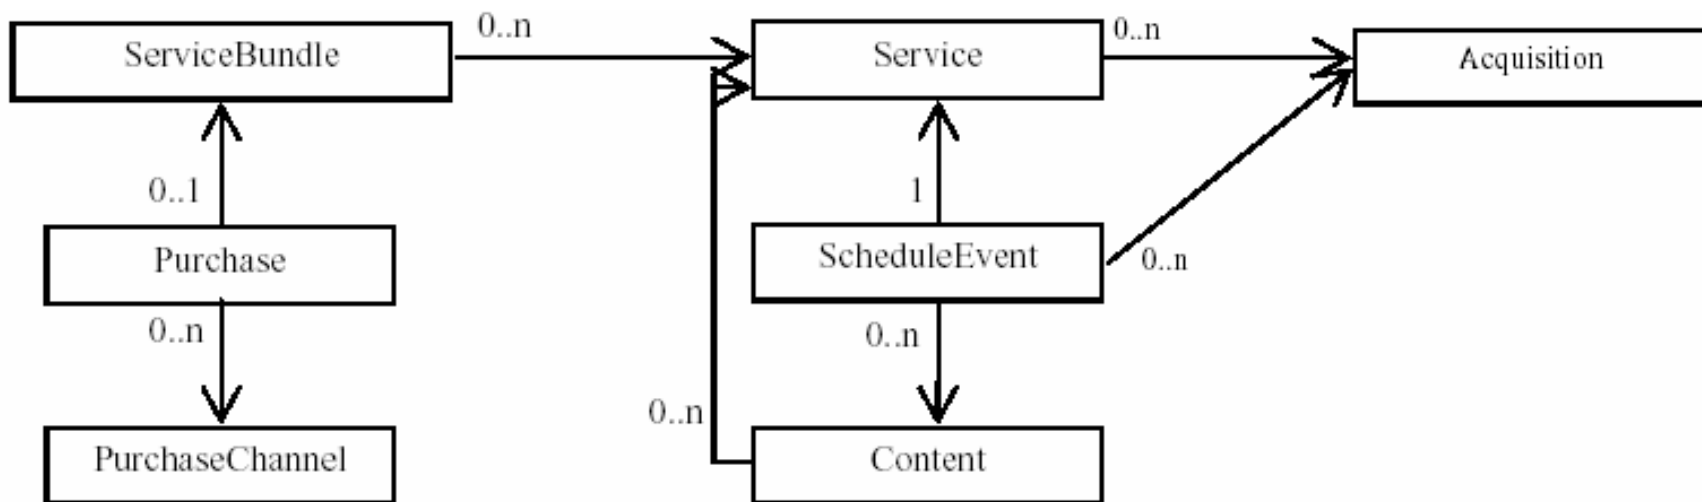 0..n
0..n
ServiceBundle
Service
Acquisition
0..1
1
Purchase
ScheduleEvent
0..n
0..n
0..n
0..n
PurchaseChannel
Content